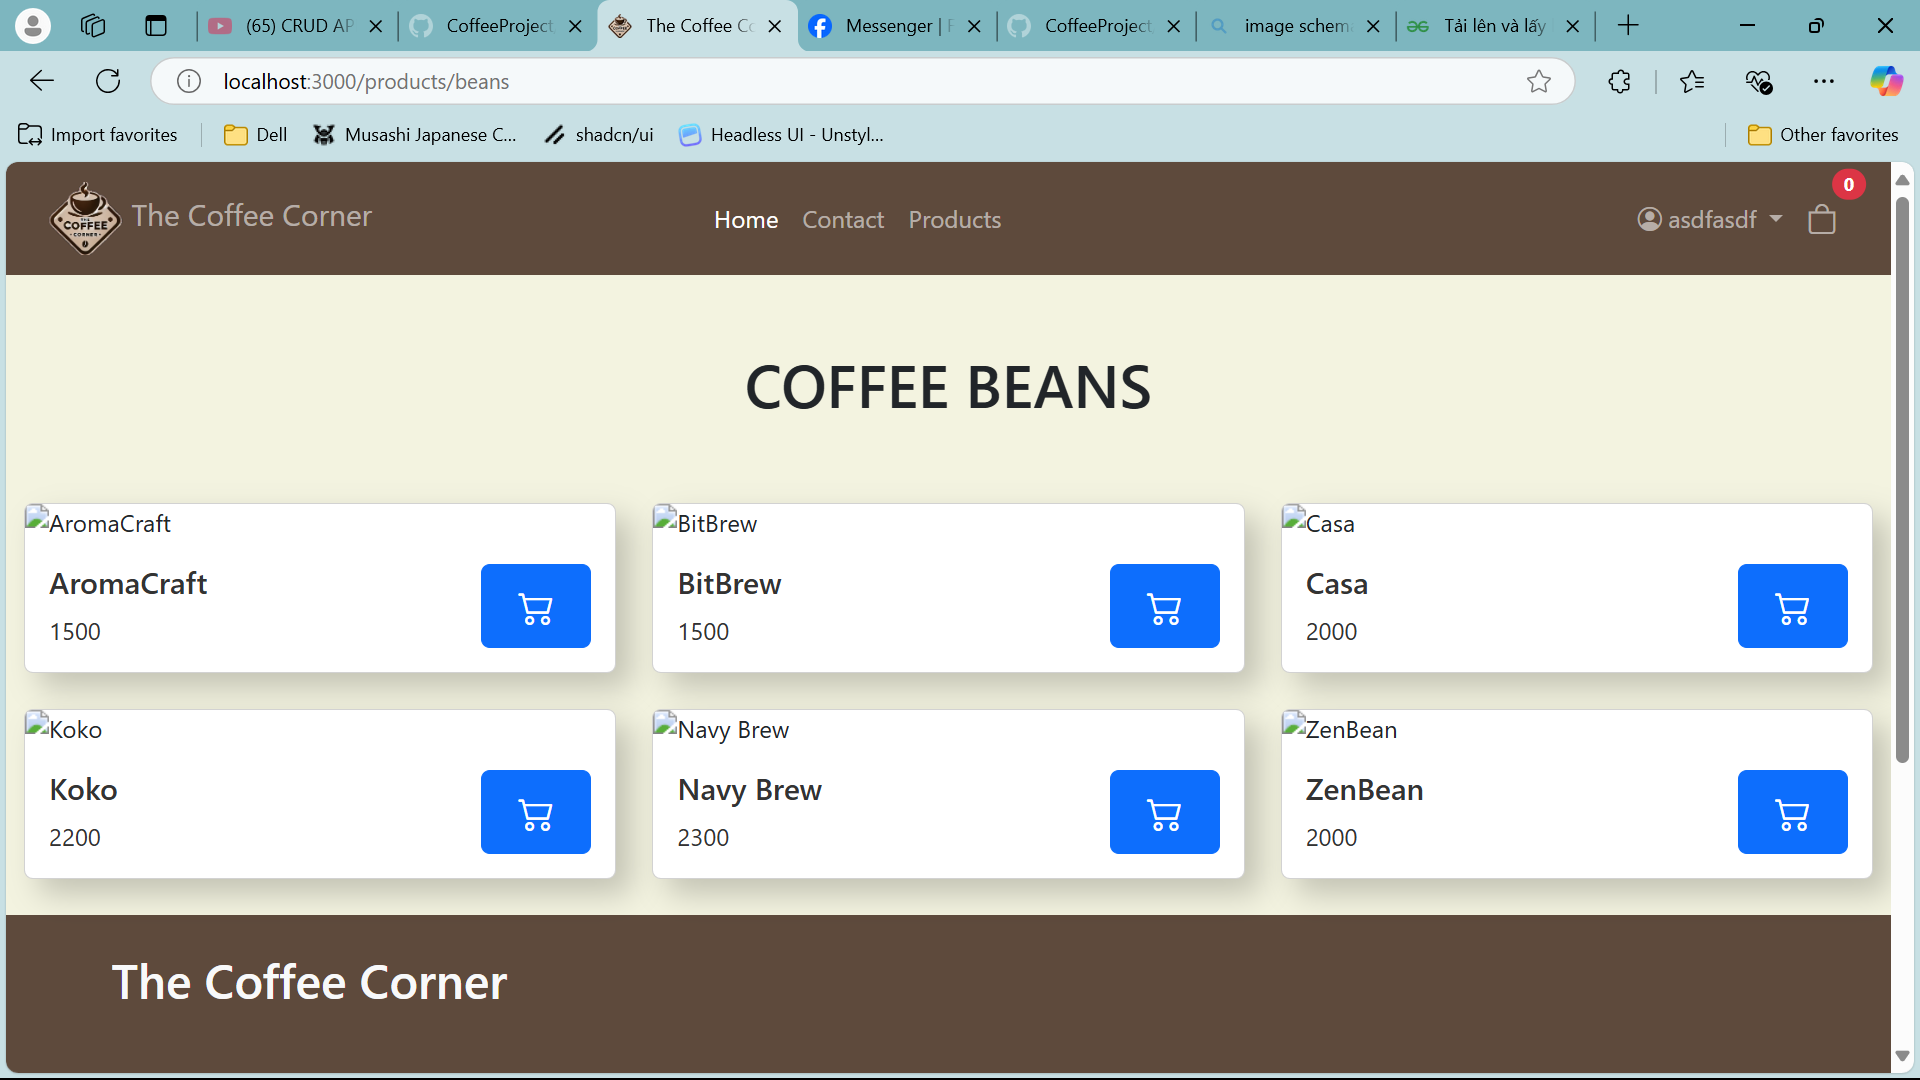 (65) CRUD AP
CoffeeProject
The Coffee Co
Messenger | F
CoffeeProject
image schema
Tải lên và lấy
localhost:3000/products/beans
Import favorites
Dell
Musashi Japanese C...
shadcn/ui
Headless UI - Unstyl...
Other favorites
0
THE
COFFEE
CORNER
The Coffee Corner
Home
Contact
Products
asdfasdf
COFFEE BEANS
AromaCraft
AromaCraft
1500
BitBrew
BitBrew
1500
Casa
Casa
2000
Koko
Koko
2200
Navy Brew
Navy Brew
2300
ZenBean
ZenBean
2000
The Coffee Corner